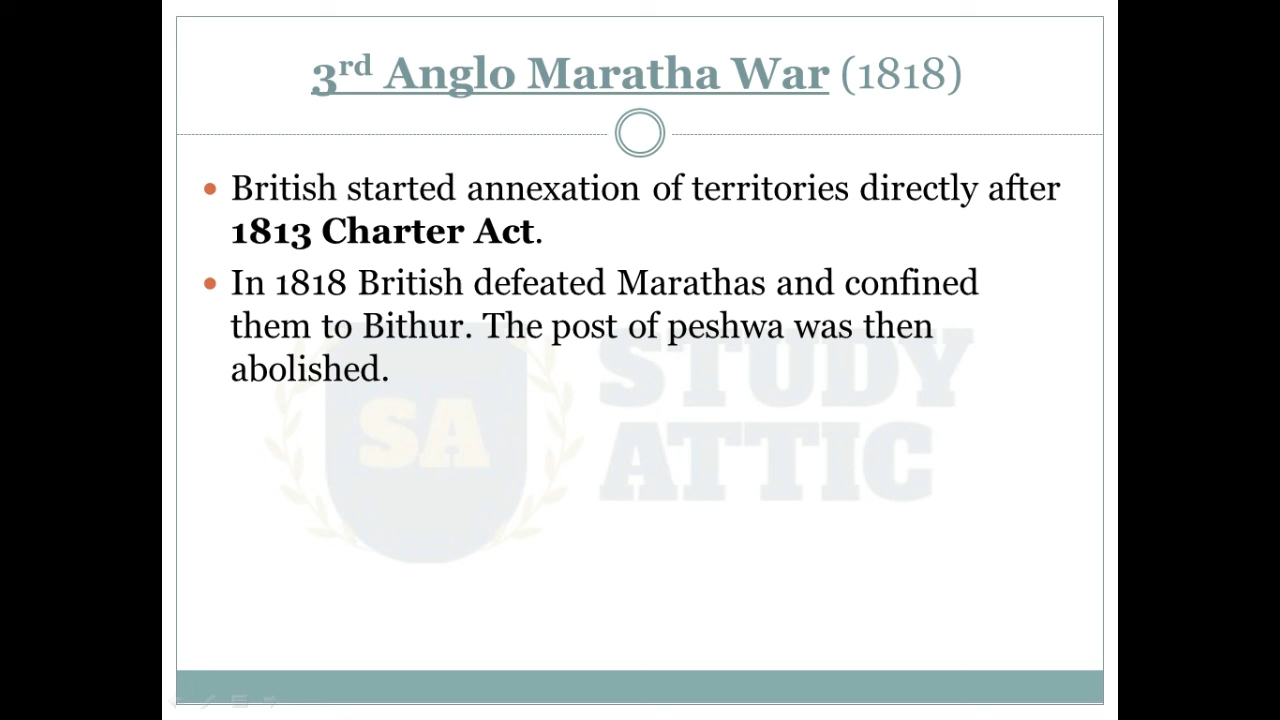 3rd Anglo Maratha War (1818)
• British started annexation of territories directly after
1813 Charter Act.
• In 1818 British defeated Marathas and confined
them to Bithur. The post of peshwa was then
abolished.
SA
STUDY
ATTIC